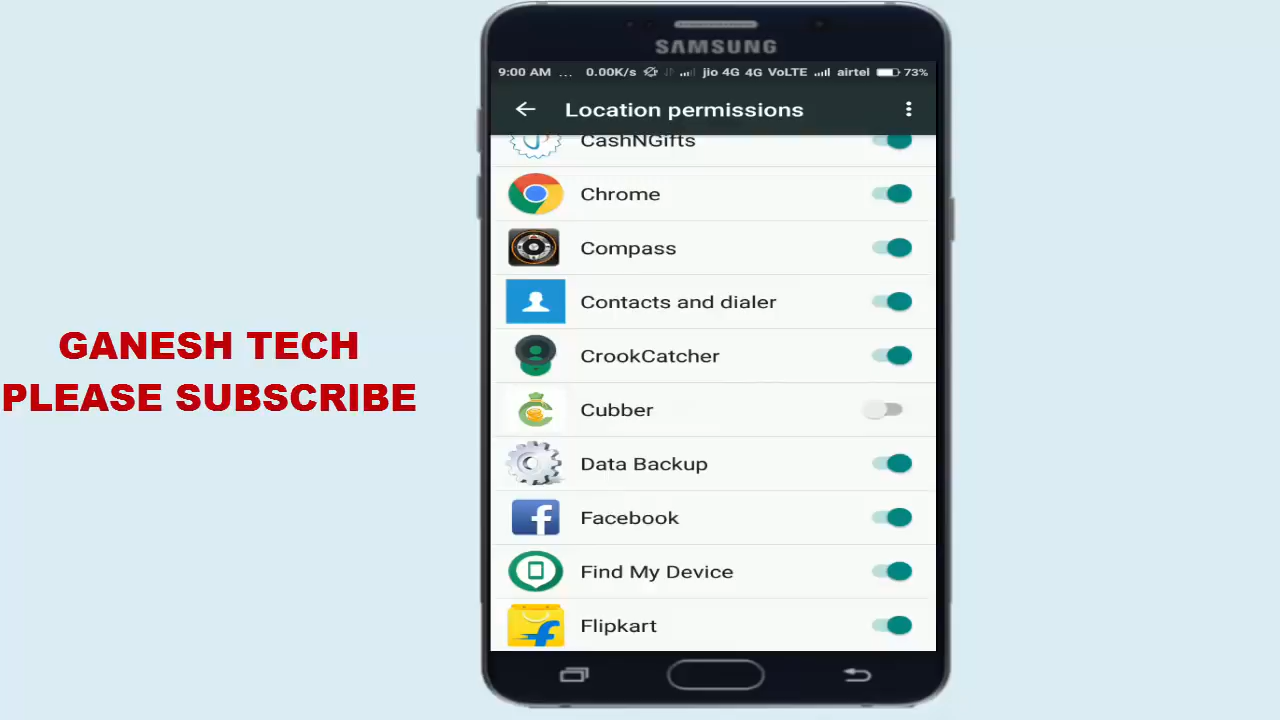 SAMSUNG
9:00 AM ... 0.00K/s jio 4G 4G VoLTE airtel 73%
Location permissions
CashNGifts
Chrome
Compass
Contacts and dialer
CrookCatcher
Cubber
Data Backup
Facebook
Find My Device
Flipkart
GANESH TECH
PLEASE SUBSCRIBE